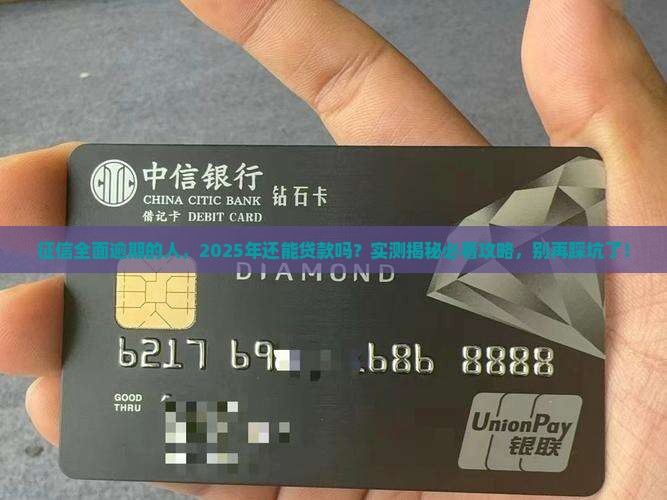 中信银行
CHINA CITIC BANK 钻石卡
借记卡 DEBIT CARD
征信全面逾期的人，2025年还能贷款吗？实测揭秘必看攻略，别再踩坑了！
DIAMOND
6217 69 686 8888
GOOD
THRU
UnionPay
银联